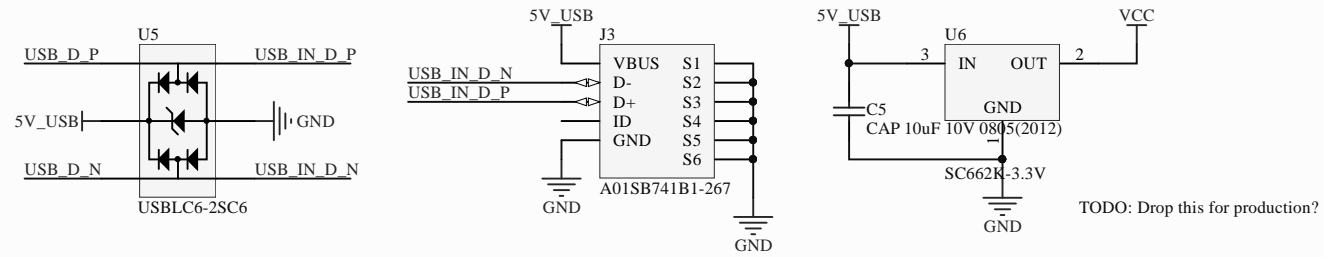 U5
USB_D_P
USB_IN_D_P
5V_USB
GND
USB_D_N
USB_IN_D_N
USBLC6-2SC6
5V_USB
J3
USB_IN_D_N
USB_IN_D_P
VBUS
D-
D+
ID
GND
S1
S2
S3
S4
S5
S6
A01SB741B1-267
GND
GND
5V_USB
VCC
U6
3
IN
OUT
2
GND
C5
CAP 10uF 10V 0805(2012)
1
SC662K-3.3V
GND
TODO: Drop this for production?